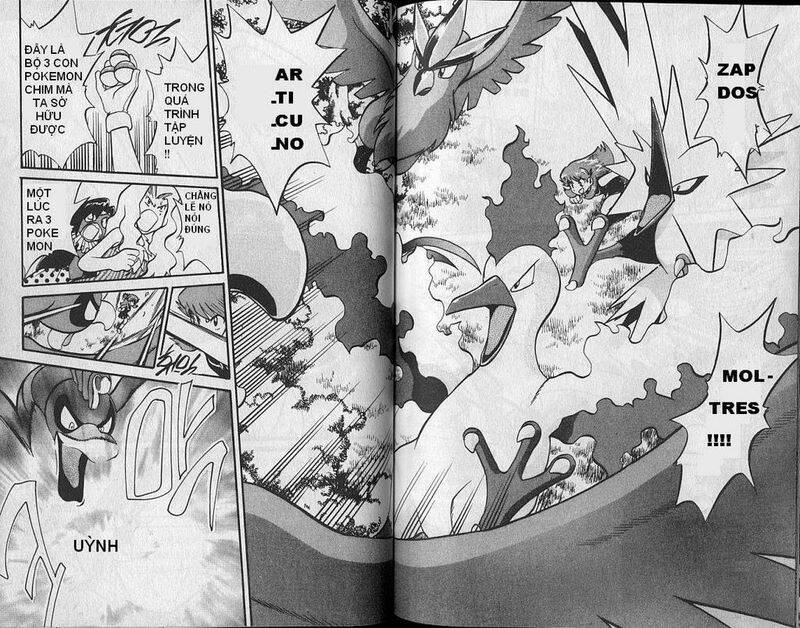 ZAP
DOS
MOL-
TRES
!!!!
AR
-TI
-CU
-NO
TRONG
QUÁ
TRÌNH
TẬP
LUYỆN
!!
ĐÂY LÀ
BỘ 3 CON
POKEMON
CHIM MÀ
TA SỞ
HỮU
ĐƯỢC
CHẲNG
LẼ NÓ
NÓI
ĐÚNG
MỘT
LÚC
RA 3
POKE
MON
UỲNH